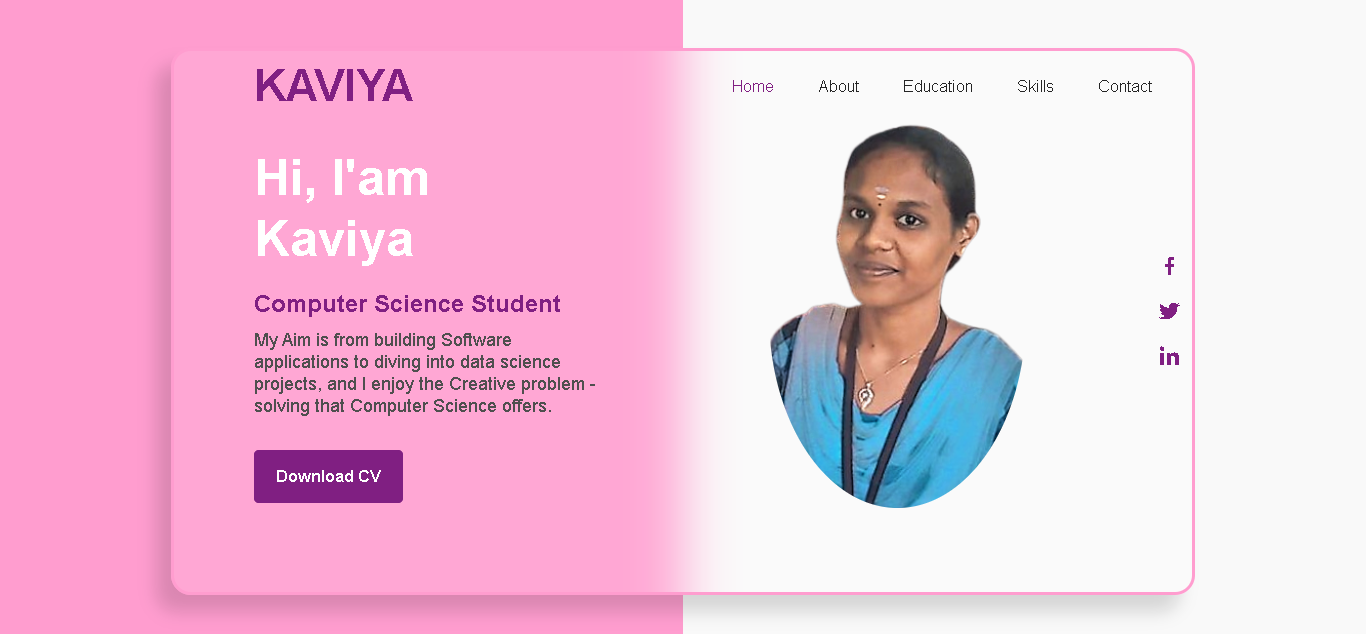 KAVIYA
Home About Education Skills Contact
Hi, I'am
Kaviya
Computer Science Student
My Aim is from building Software
applications to diving into data science
projects, and I enjoy the Creative problem -
solving that Computer Science offers.
Download CV